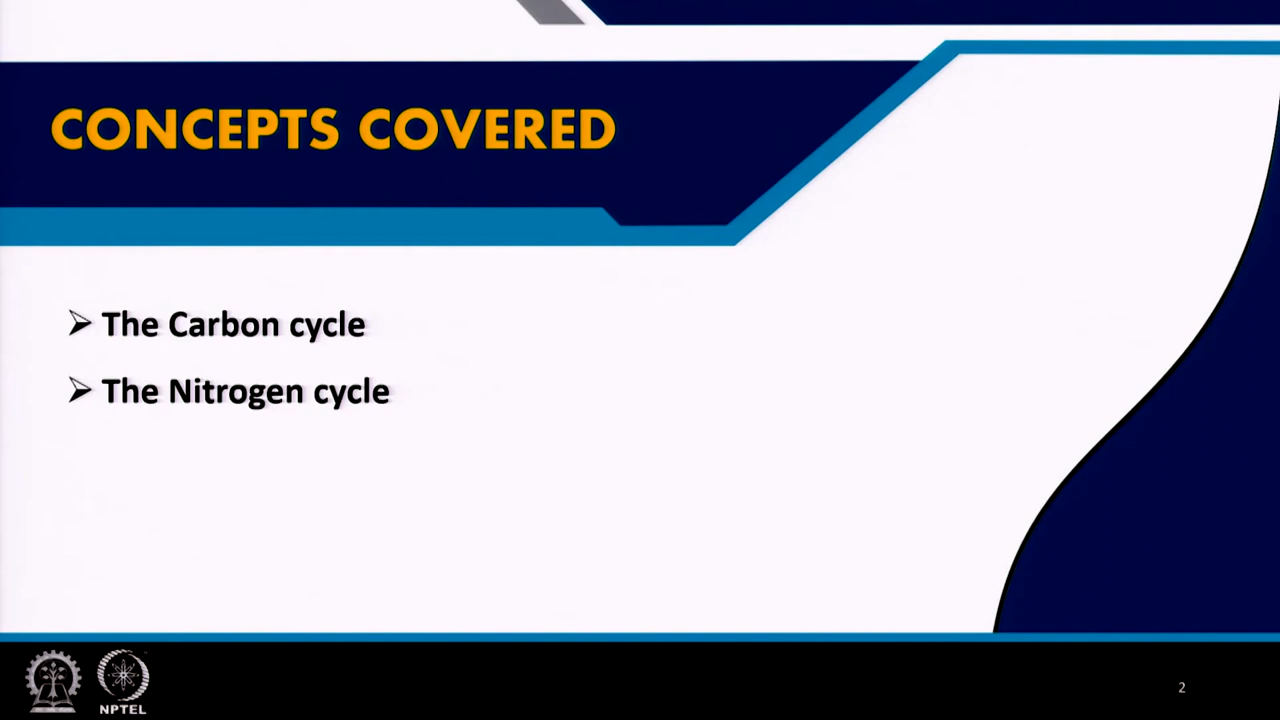 CONCEPTS COVERED
➢ The Carbon cycle
➢ The Nitrogen cycle
NPTEL
2